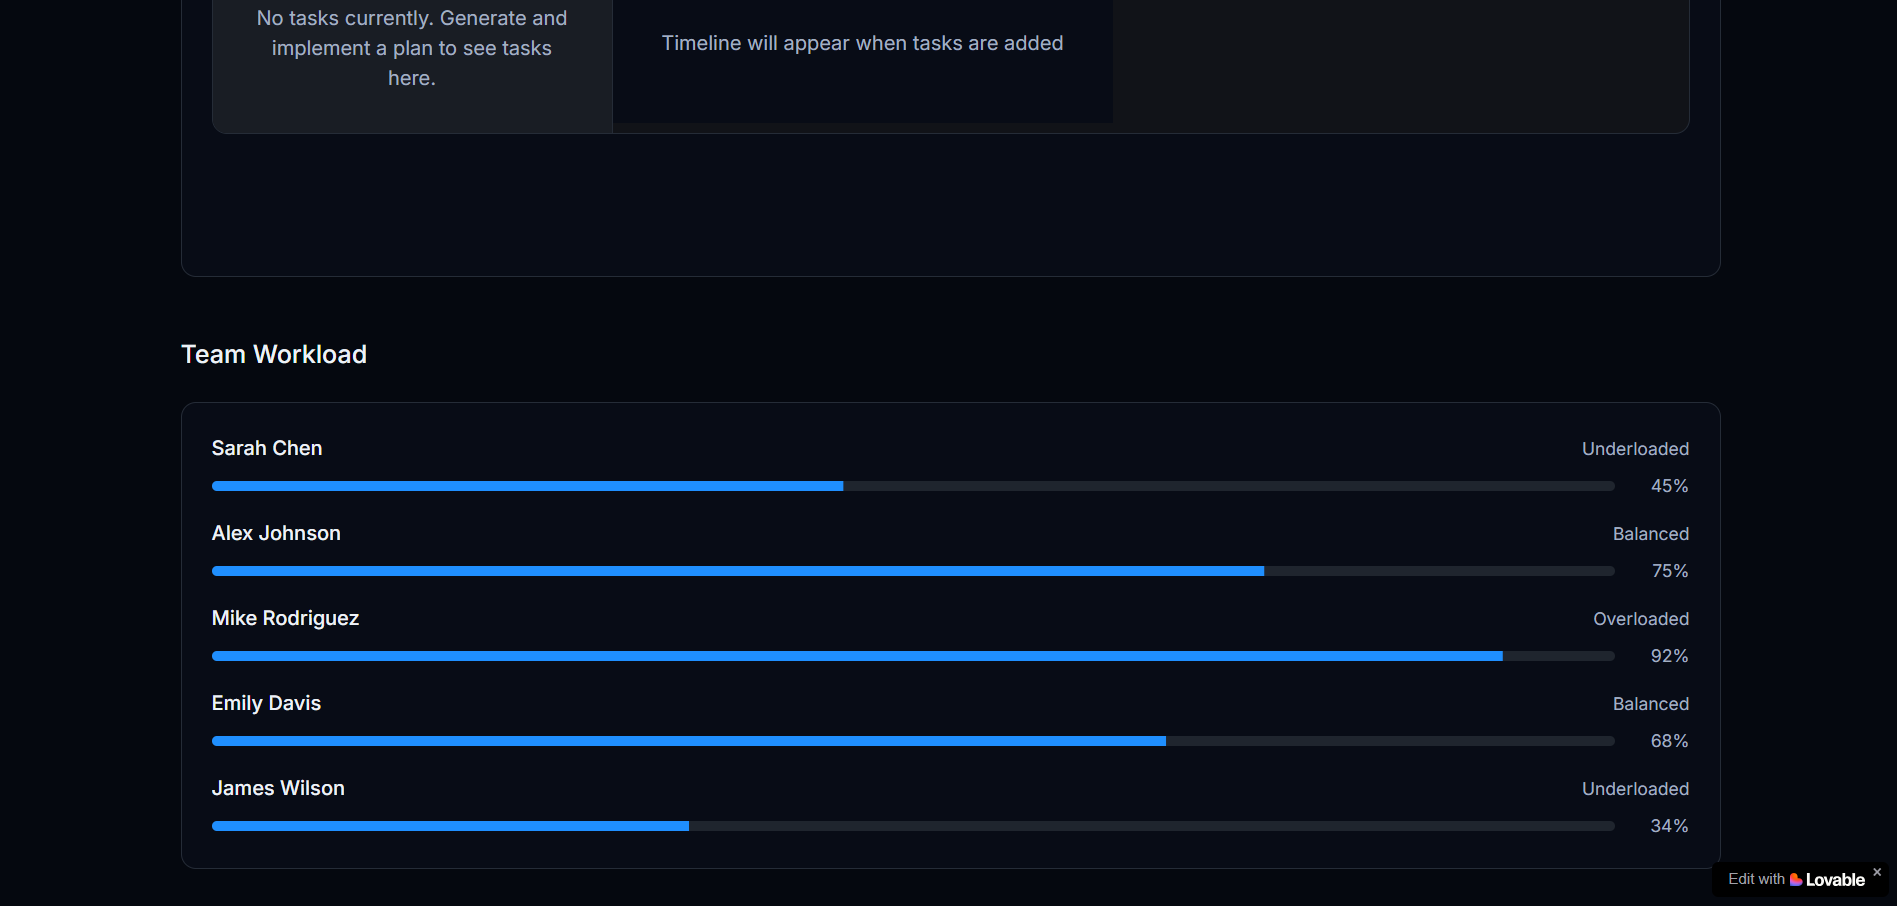 No tasks currently. Generate and
implement a plan to see tasks
here.
Timeline will appear when tasks are added
Team Workload
Sarah Chen
Underloaded
45%
Alex Johnson
Balanced
75%
Mike Rodriguez
Overloaded
92%
Emily Davis
Balanced
68%
James Wilson
Underloaded
34%
Edit with Lovable ×